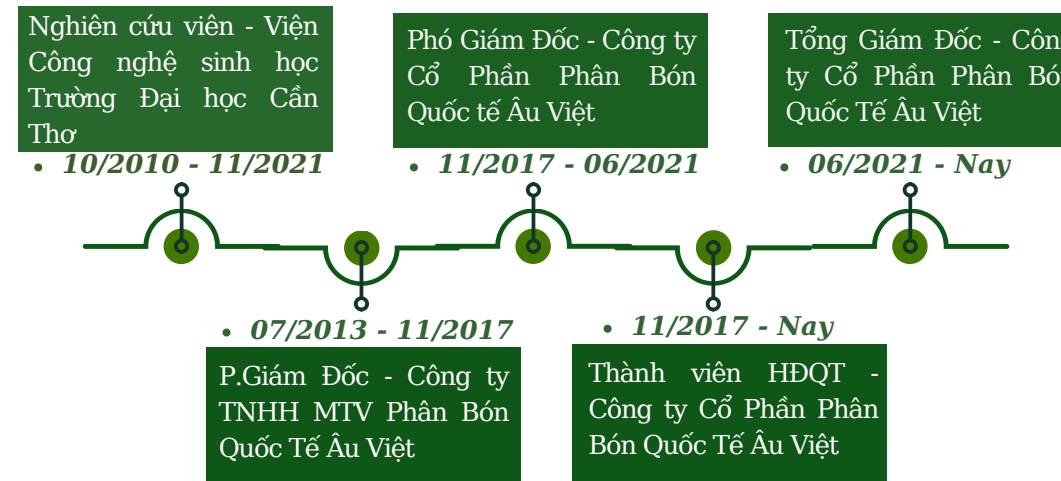 Nghiên cứu viên - Viện
Công nghệ sinh học
Trường Đại học Cần
Thơ
• 10/2010 - 11/2021
P.Giám Đốc - Công ty
TNHH MTV Phân Bón
Quốc Tế Âu Việt
• 07/2013 - 11/2017
Phó Giám Đốc - Công ty
Cổ Phần Phân Bón
Quốc tế Âu Việt
• 11/2017 - 06/2021
Thành viên HĐQT -
Công ty Cổ Phần Phân
Bón Quốc Tế Âu Việt
• 11/2017 - Nay
Tổng Giám Đốc - Công
ty Cổ Phần Phân Bón
Quốc Tế Âu Việt
• 06/2021 - Nay